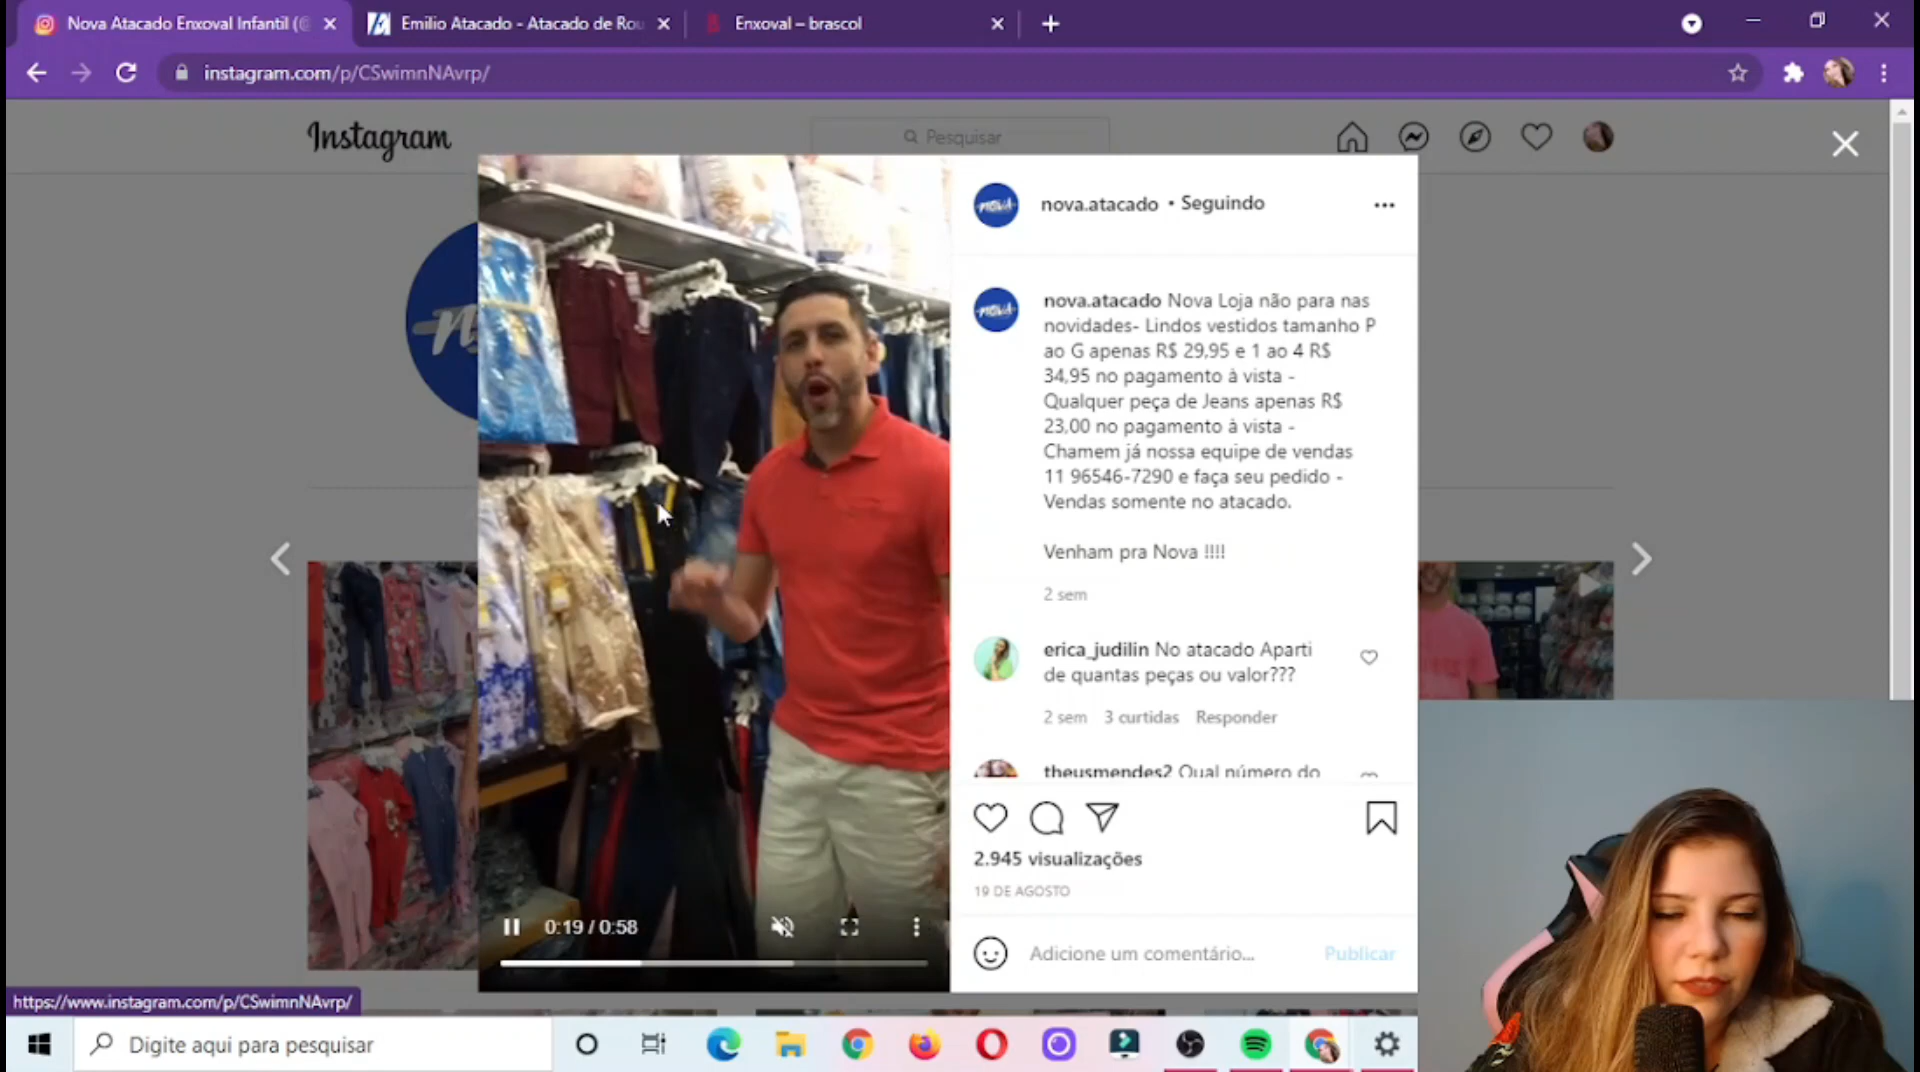 Nova Atacado Enxoval Infantil (@
Emilio Atacado - Atacado de Rou
Enxoval – brascol
instagram.com/p/CSwimnNAvrp/
Instagram
Pesquisar
nova.atacado • Seguindo
nova.atacado Nova Loja não para nas
novidades- Lindos vestidos tamanho P
ao G apenas R$ 29,95 e 1 ao 4 R$
34,95 no pagamento à vista -
Qualquer peça de Jeans apenas R$
23,00 no pagamento à vista -
Chamem já nossa equipe de vendas
11 96546-7290 e faça seu pedido -
Vendas somente no atacado.
Venham pra Nova !!!!
2 sem
erica_judilin No atacado Aparti
de quantas peças ou valor???
2 sem 3 curtidas Responder
theusmendes2 Qual número do
2.945 visualizações
19 DE AGOSTO
Adicione um comentário... Publicar
0:19 / 0:58
https://www.instagram.com/p/CSwimnNAvrp/
Digite aqui para pesquisar